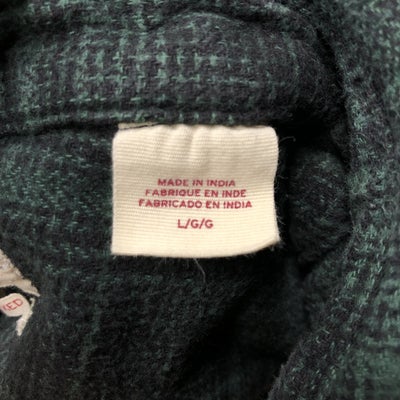 MADE IN INDIA
FABRIQUE EN INDE
FABRICADO EN INDIA
L/G/G